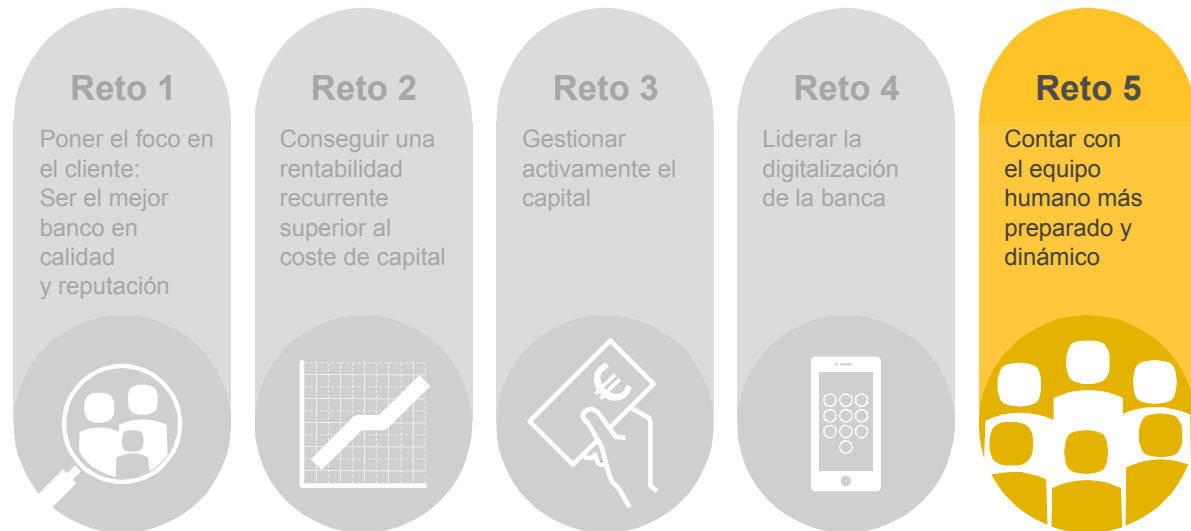 Reto 1
Poner el foco en
el cliente:
Ser el mejor
banco en
calidad
y reputación
Reto 2
Conseguir una
rentabilidad
recurrente
superior al
coste de capital
Reto 3
Gestionar
activamente el
capital
€
Reto 4
Liderar la
digitalización
de la banca
Reto 5
Contar con
el equipo
humano más
preparado y
dinámico